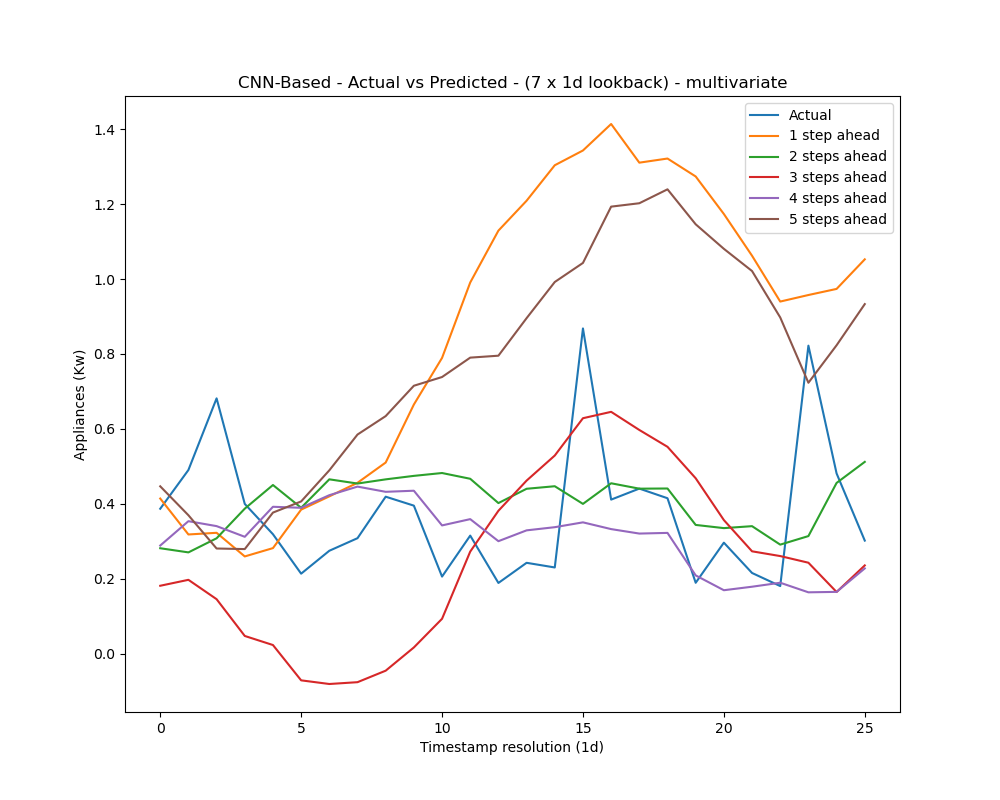 CNN-Based - Actual vs Predicted - (7 x 1d lookback) - multivariate
Actual
1 step ahead
2 steps ahead
3 steps ahead
4 steps ahead
5 steps ahead
Appliances (Kw)
1.4
1.2
1.0
0.8
0.6
0.4
0.2
0.0
0 5 10 15 20 25
Timestamp resolution (1d)